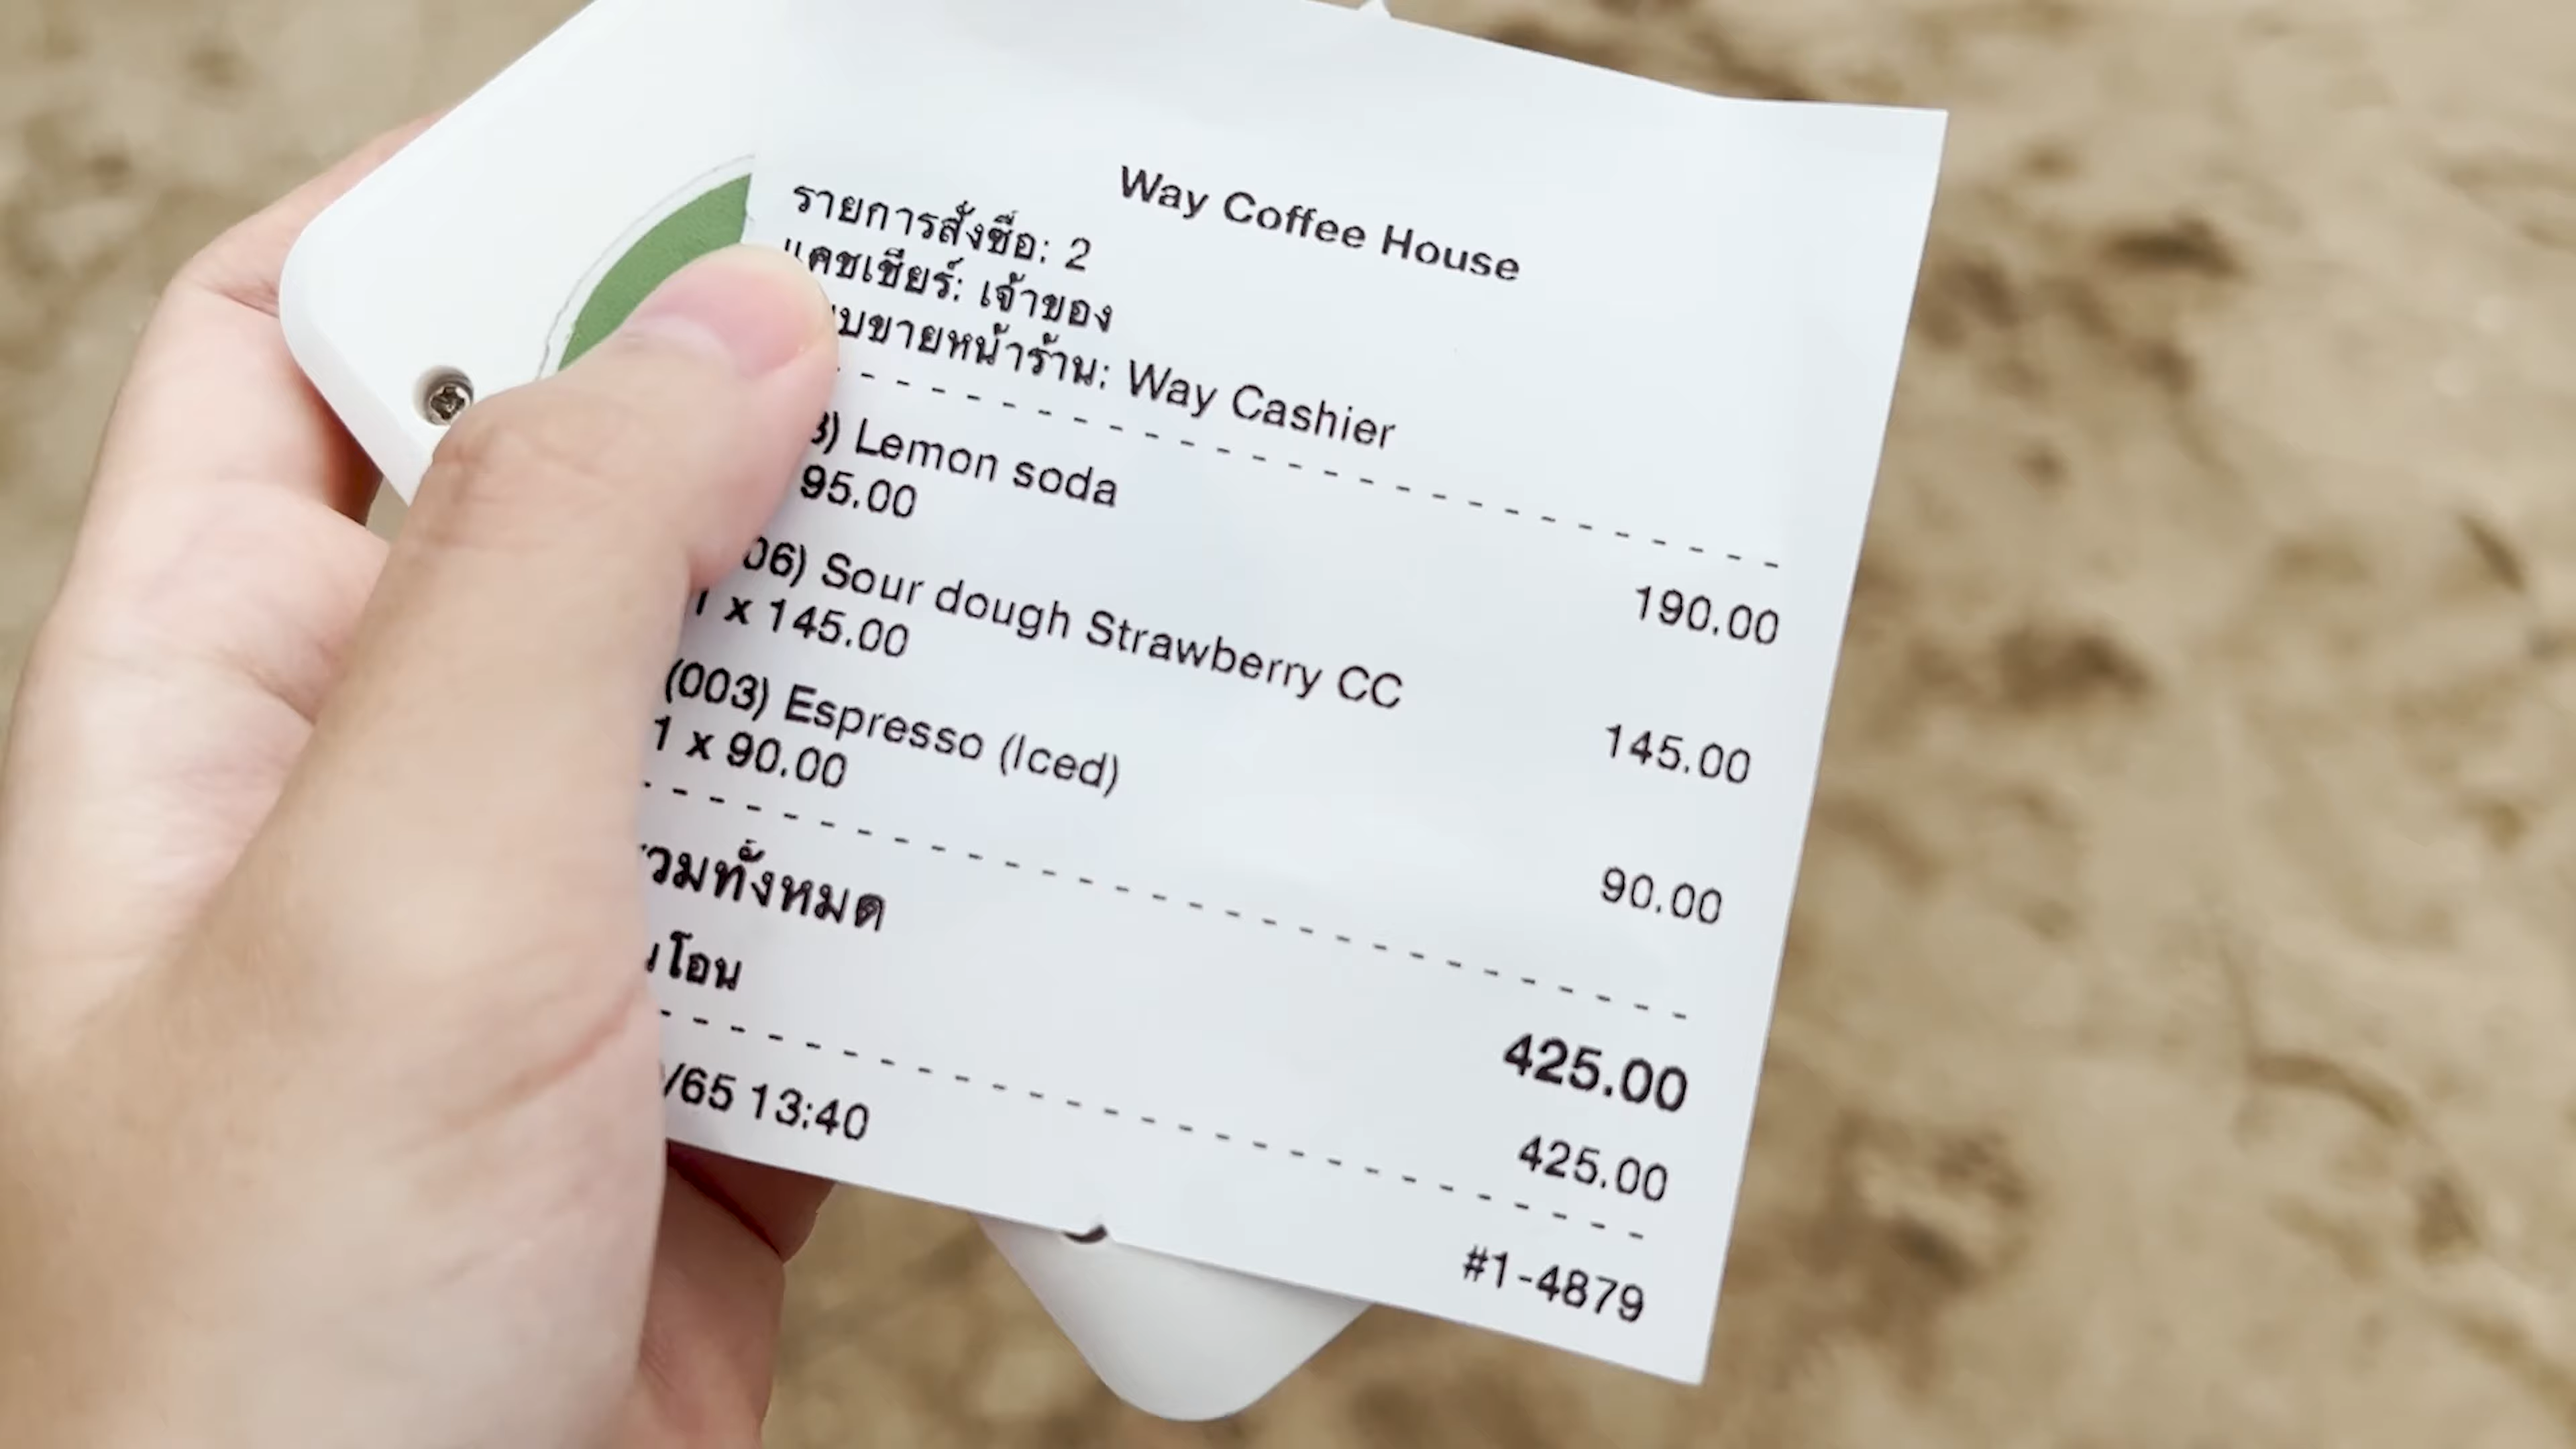 Way Coffee House
รายการสั่งซื้อ: 2
แคชเชียร์: เจ้าของ
บขายหน้าร้าน: Way Cashier
3) Lemon soda
95.00 190.00
06) Sour dough Strawberry CC
1 x 145.00 145.00
(003) Espresso (Iced)
1 x 90.00 90.00
รวมทั้งหมด 425.00
โอน 425.00
/65 13:40 #1-4879